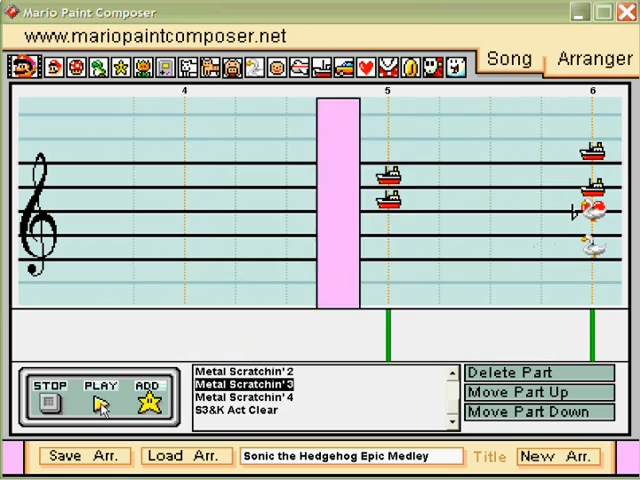 Mario Paint Composer
www.mariopaintcomposer.net
Song
Arranger
4
5
6
STOP
PLAY
ADD
Metal Scratchin' 2
Metal Scratchin' 3
Metal Scratchin' 4
S3&K Act Clear
Delete Part
Move Part Up
Move Part Down
Save Arr.
Load Arr.
Sonic the Hedgehog Epic Medley
Title
New Arr.